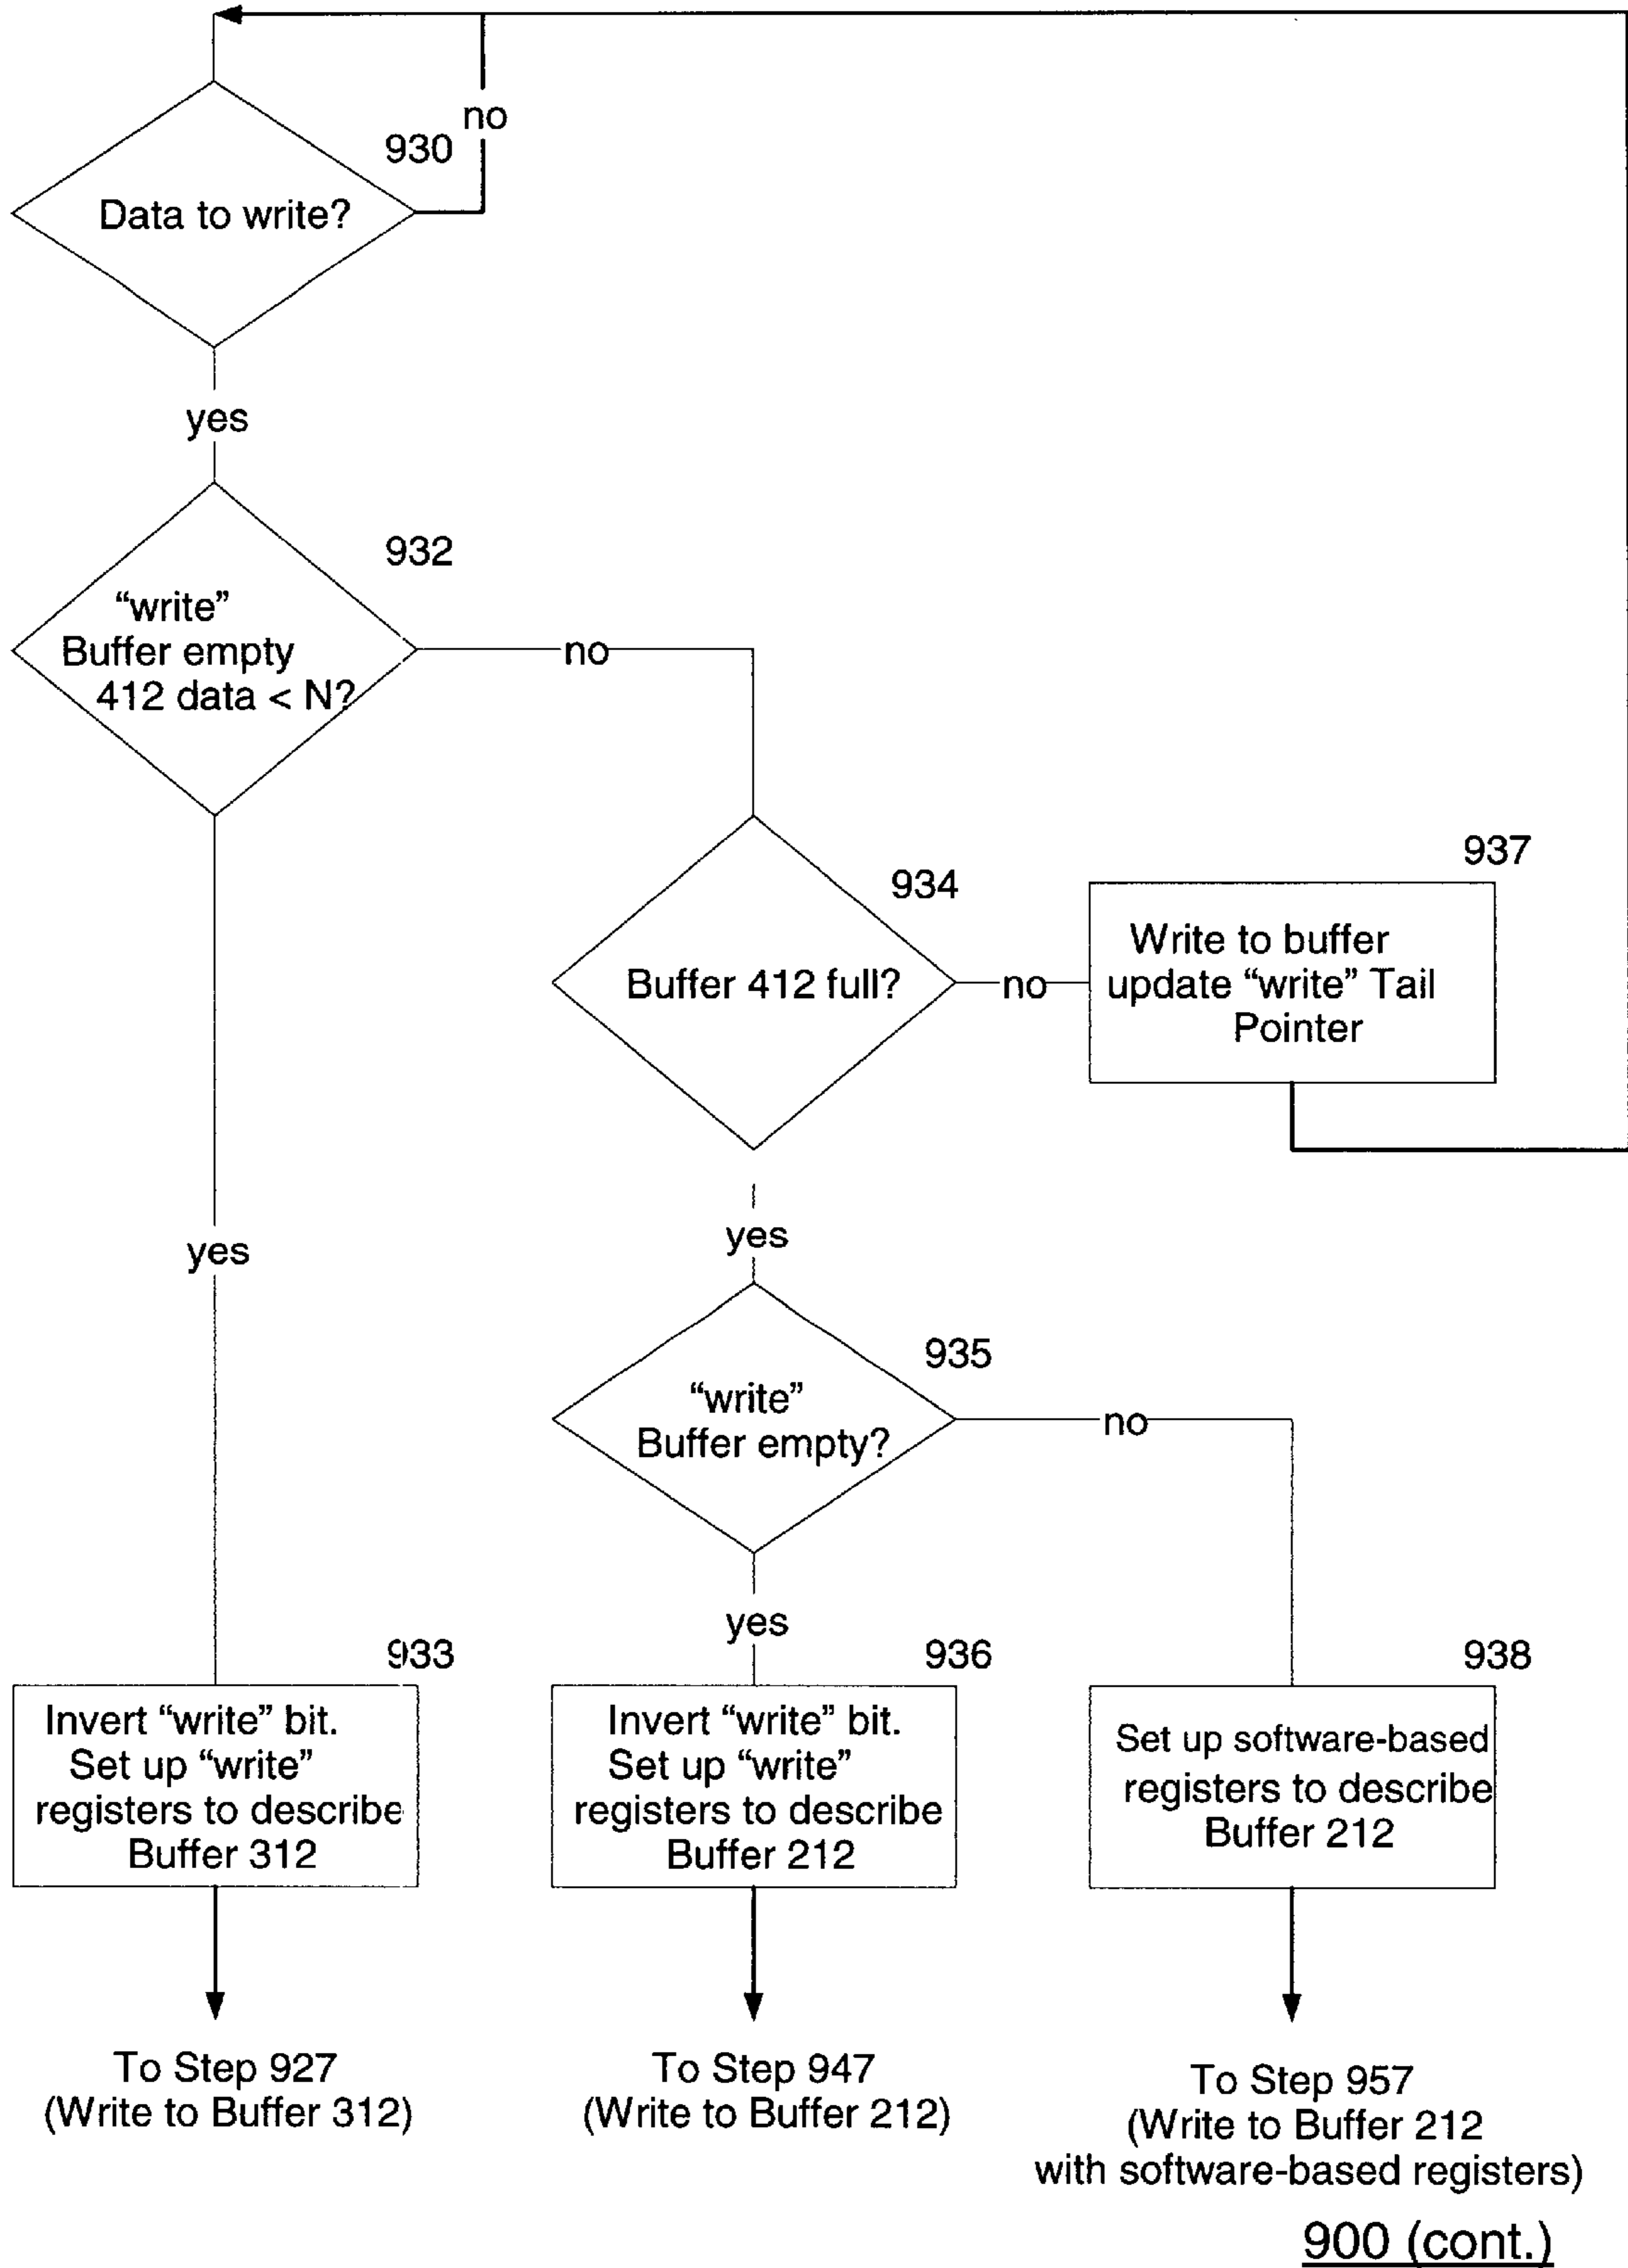 no
930
Data to write?
yes
932
“write”
Buffer empty
412 data < N?
no
937
934
Write to buffer
update “write” Tail
Pointer
Buffer 412 full?
no
yes
yes
935
“write”
Buffer empty?
no
yes
933
936
938
Invert “write” bit.
Set up “write”
registers to describe
Buffer 312
Invert “write” bit.
Set up “write”
registers to describe
Buffer 212
Set up software-based
registers to describe
Buffer 212
To Step 927
(Write to Buffer 312)
To Step 947
(Write to Buffer 212)
To Step 957
(Write to Buffer 212
with software-based registers)
900 (cont.)